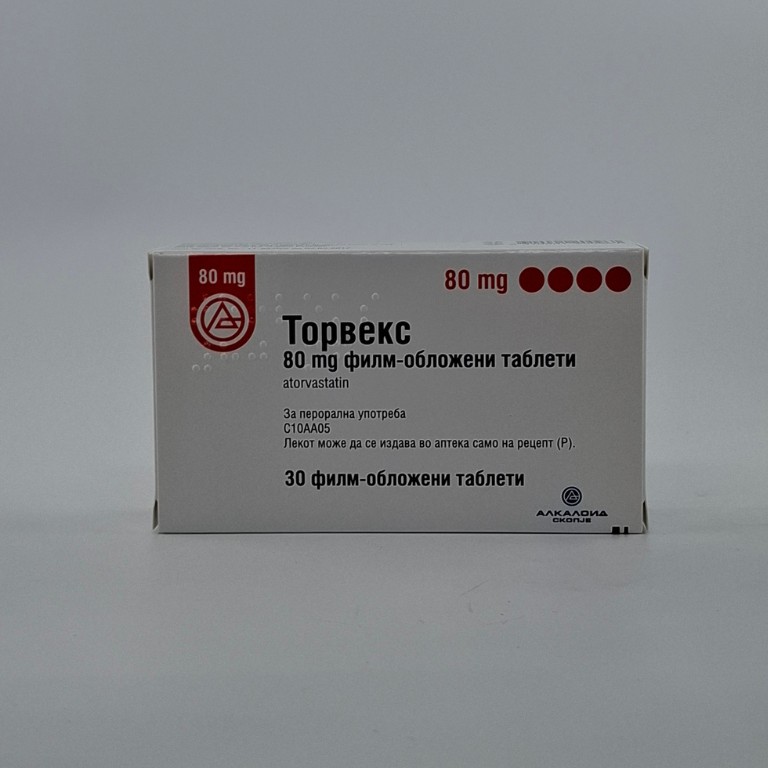 80 mg
80 mg
Торвекс
80 mg филм-обложени таблети
atorvastatin
За перорална употреба
C10AA05
Лекот може да се издава во аптека само на рецепт (Р).
30 филм-обложени таблети
АЛКАЛОИД
СКОПЈЕ